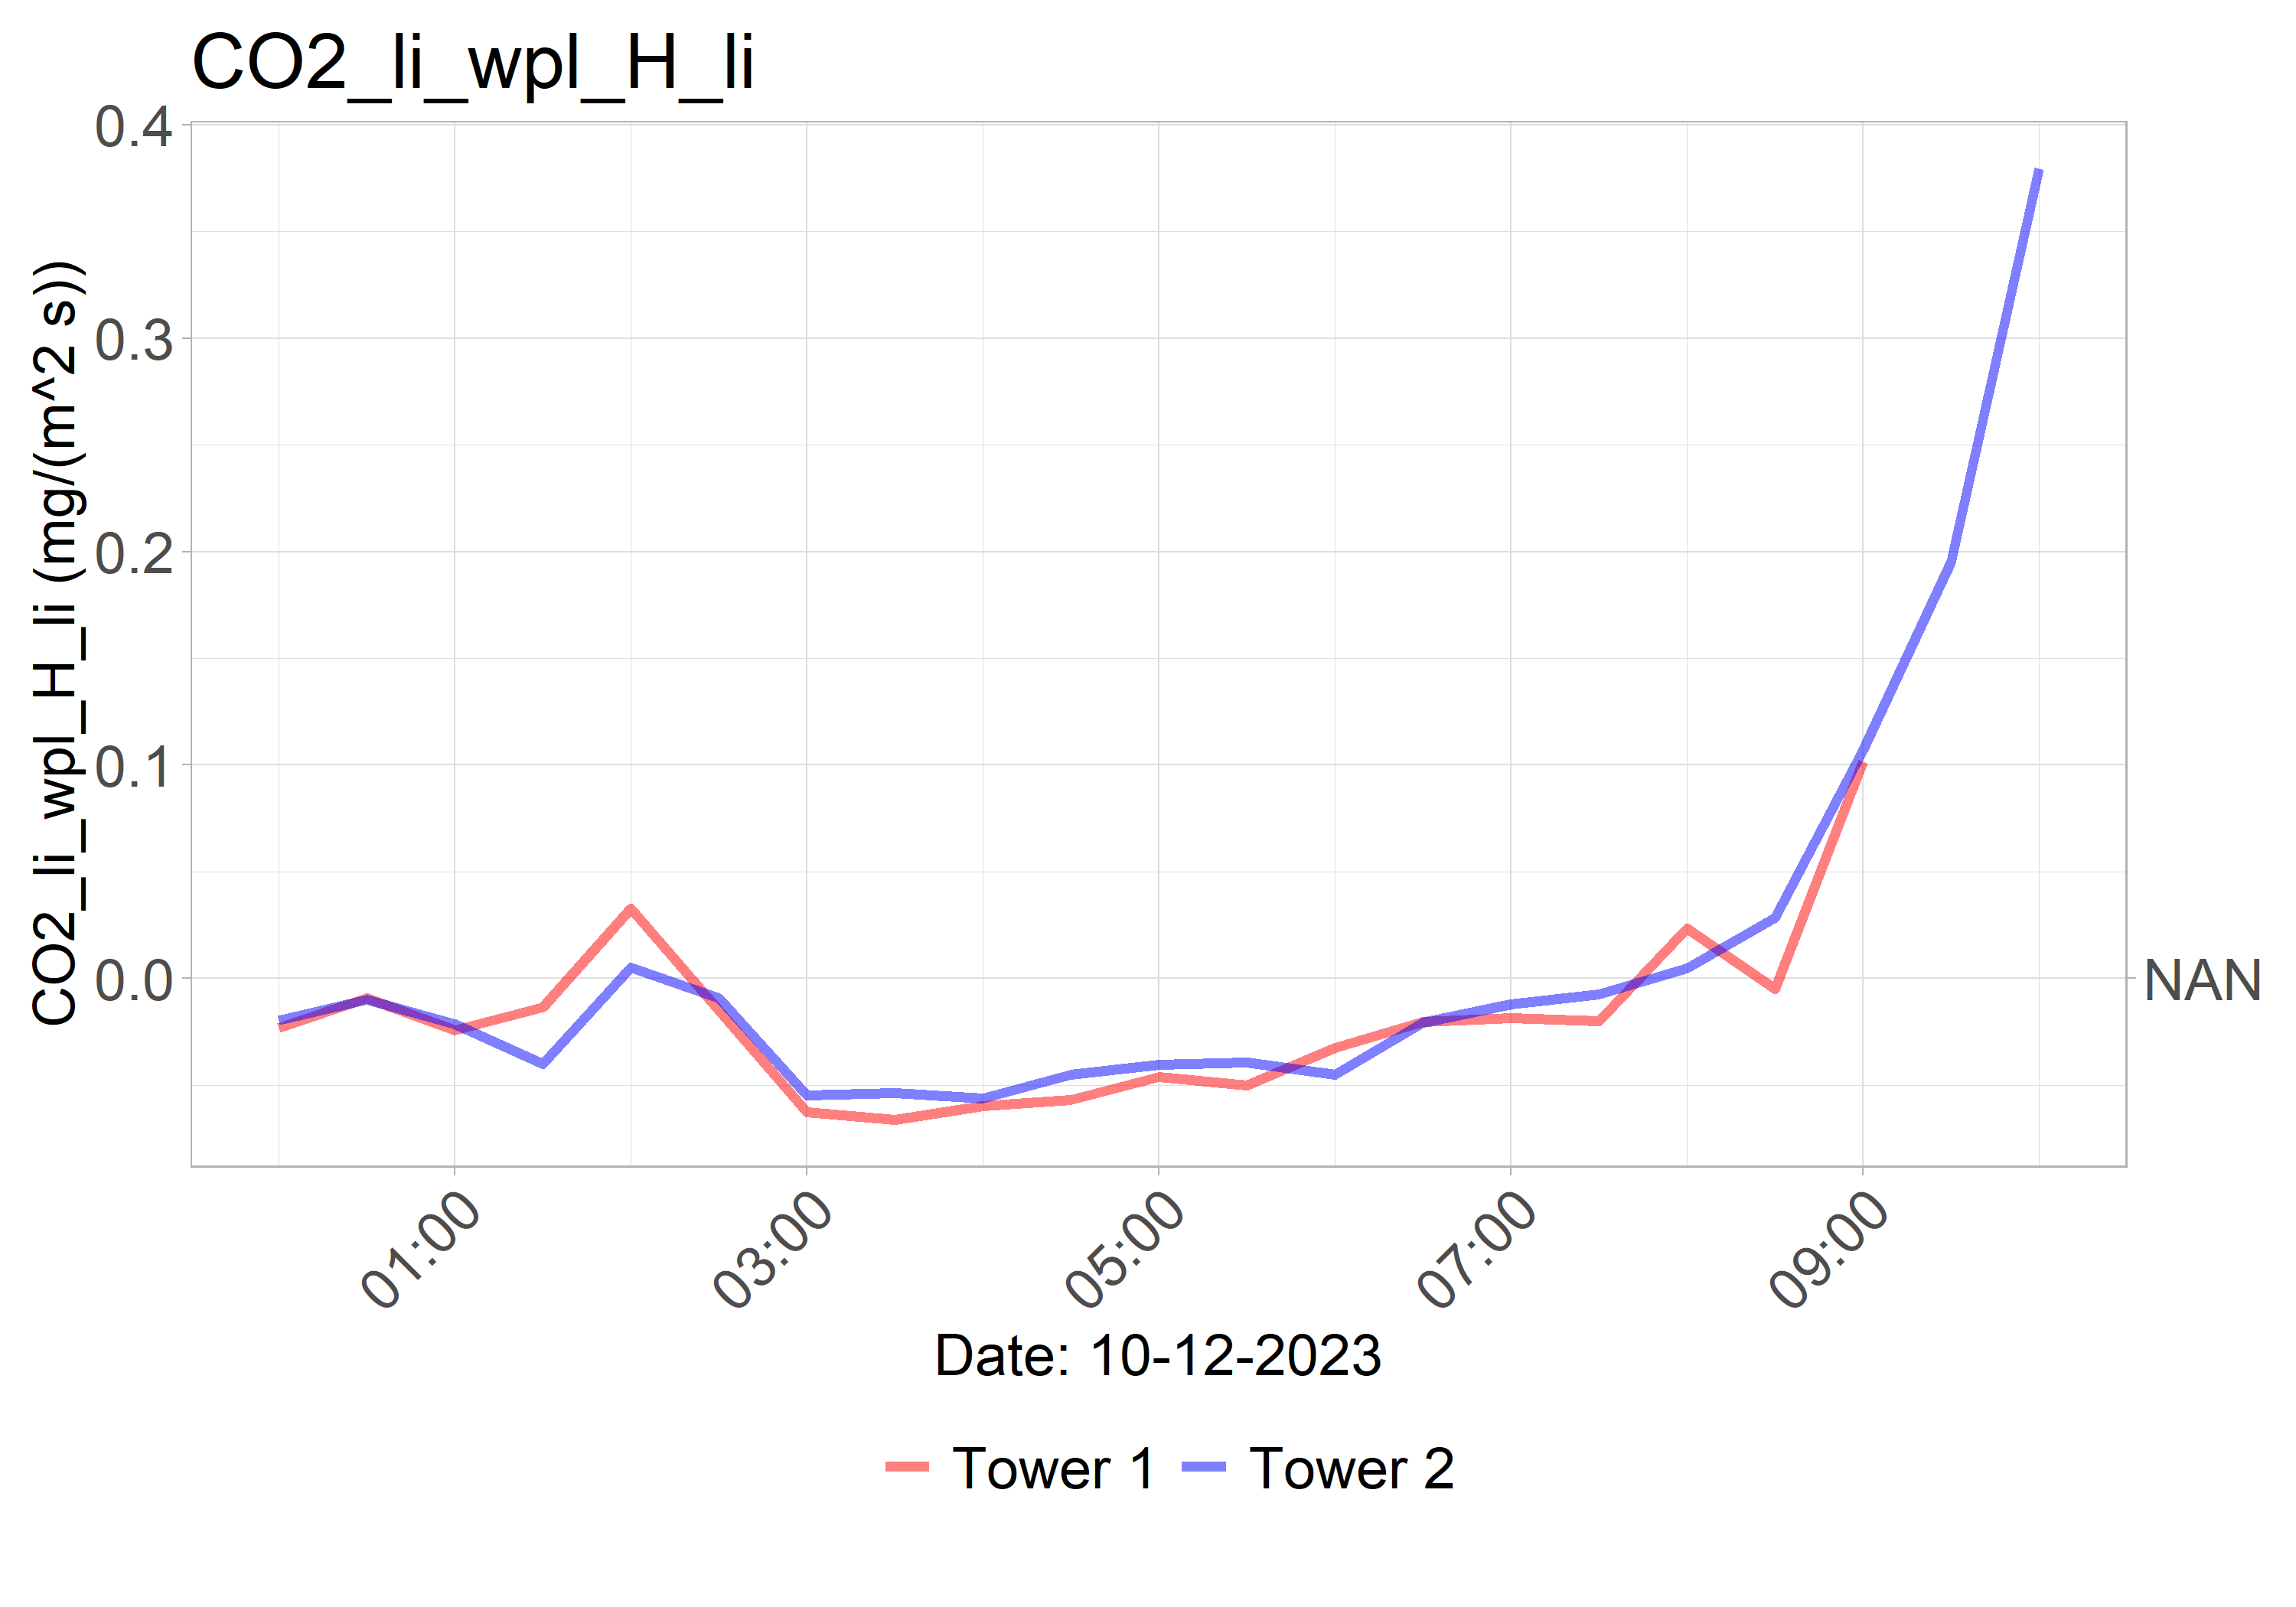 CO2_li_wpl_H_li
CO2_li_wpl_H_li (mg/(m^2 s))
0.4
0.3
0.2
0.1
0.0
NAN
01:00
03:00
05:00
07:00
09:00
Date: 10-12-2023
Tower 1
Tower 2